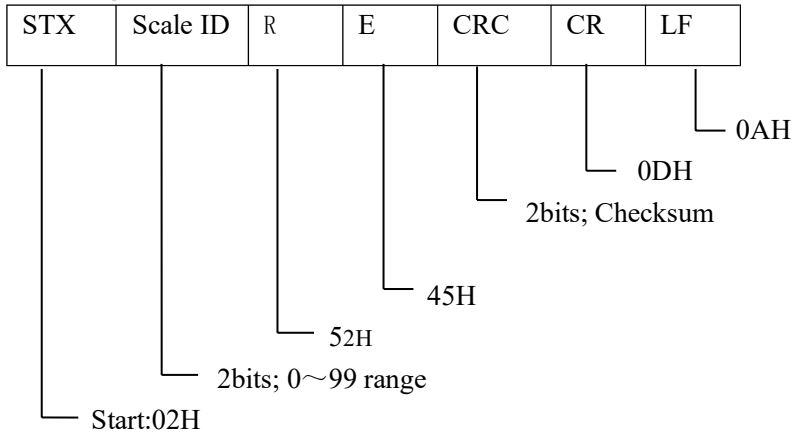 STX Scale ID R E CRC CR LF
0AH
0DH
2bits; Checksum
45H
52H
2bits; 0～99 range
Start:02H